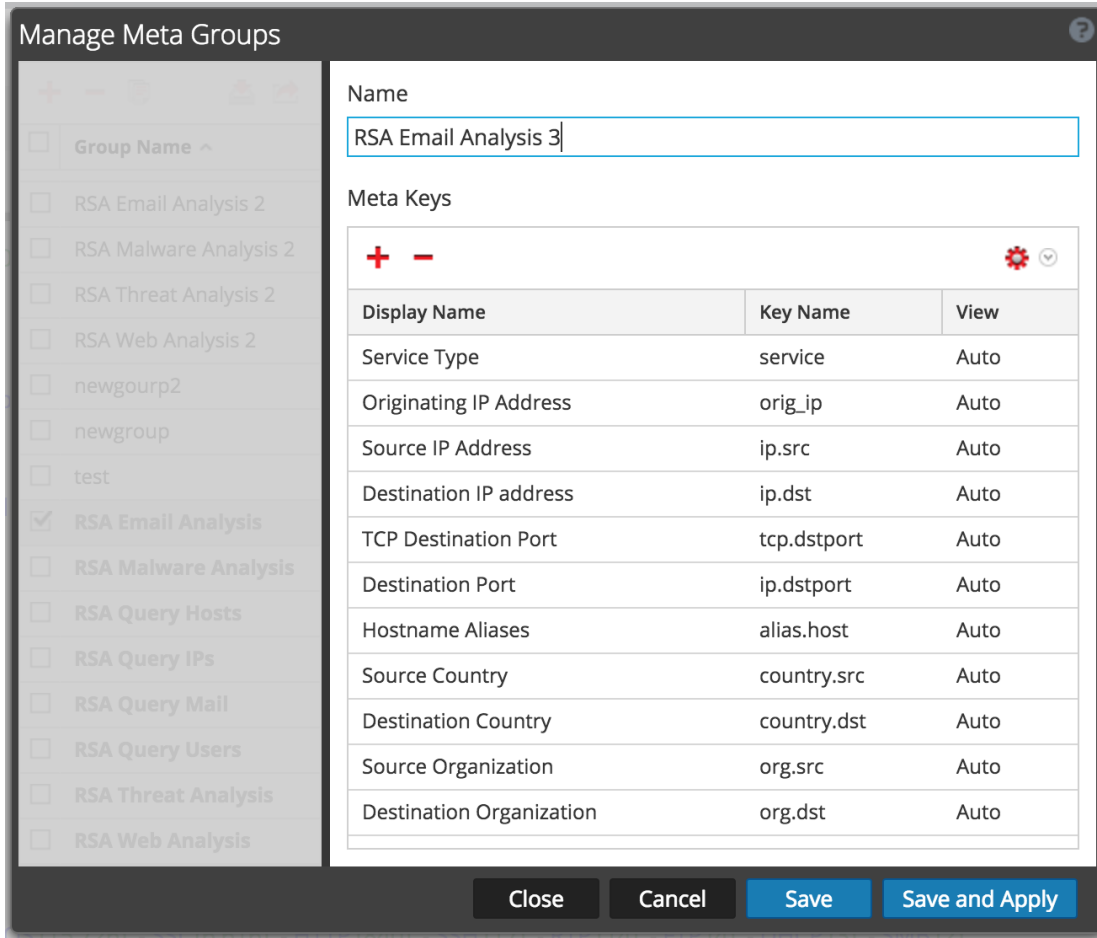 Manage Meta Groups
?
Group Name
RSA Email Analysis 2
RSA Malware Analysis 2
RSA Threat Analysis 2
RSA Web Analysis 2
newgourp2
newgroup
test
RSA Email Analysis
RSA Malware Analysis
RSA Query Hosts
RSA Query IPs
RSA Query Mail
RSA Query Users
RSA Threat Analysis
RSA Web Analysis
Name
RSA Email Analysis 3
Meta Keys
Display Name Key Name View
Service Type service Auto
Originating IP Address orig_ip Auto
Source IP Address ip.src Auto
Destination IP address ip.dst Auto
TCP Destination Port tcp.dstport Auto
Destination Port ip.dstport Auto
Hostname Aliases alias.host Auto
Source Country country.src Auto
Destination Country country.dst Auto
Source Organization org.src Auto
Destination Organization org.dst Auto
Close Cancel Save Save and Apply